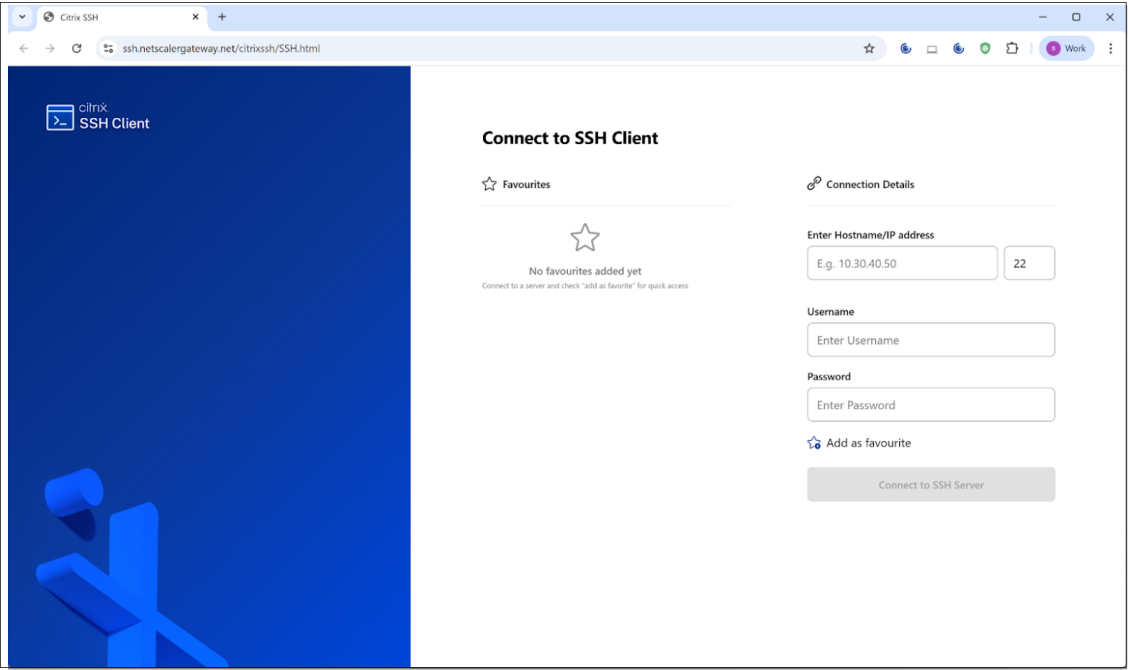 Citrix SSH
ssh.netscalergateway.net/citrixssh/SSH.html
s Work
citrix
SSH Client
Connect to SSH Client
Favourites
No favourites added yet
Connect to a server and check "add as favorite" for quick access
Connection Details
Enter Hostname/IP address
E.g. 10.30.40.50 22
Username
Enter Username
Password
Enter Password
Add as favourite
Connect to SSH Server